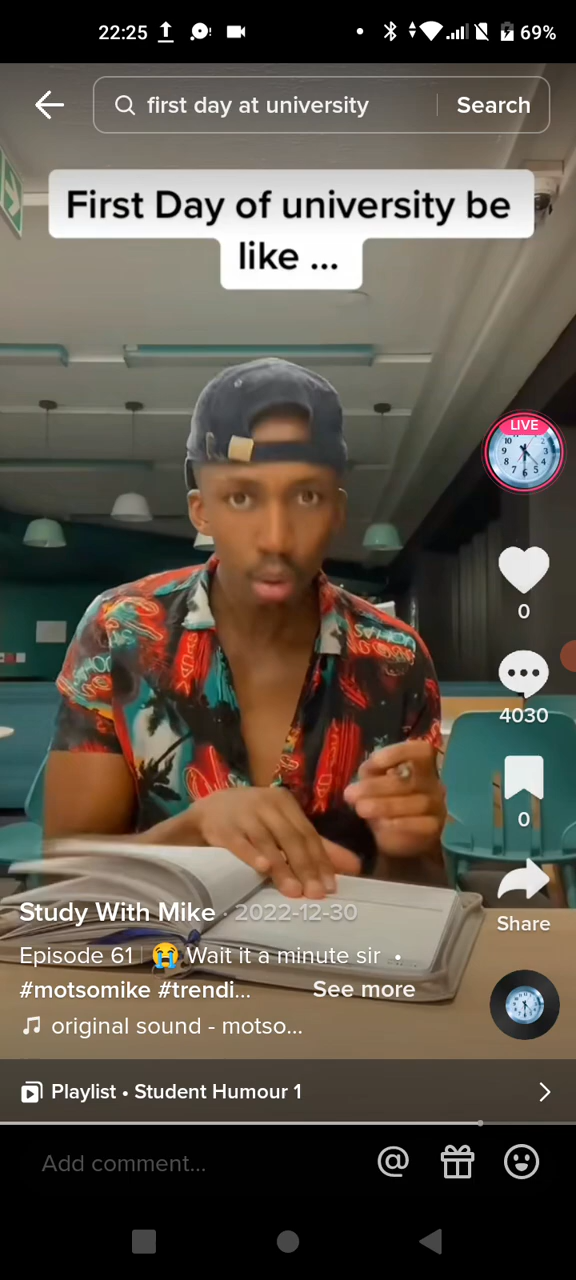 22:25
69%
first day at university
Search
First Day of university be
like ...
LIVE
0
4030
0
Share
Study With Mike · 2022-12-30
Episode 61 | 😭 Wait it a minute sir •
#motsomike #trendi... See more
original sound - motso...
Playlist • Student Humour 1
Add comment...
@